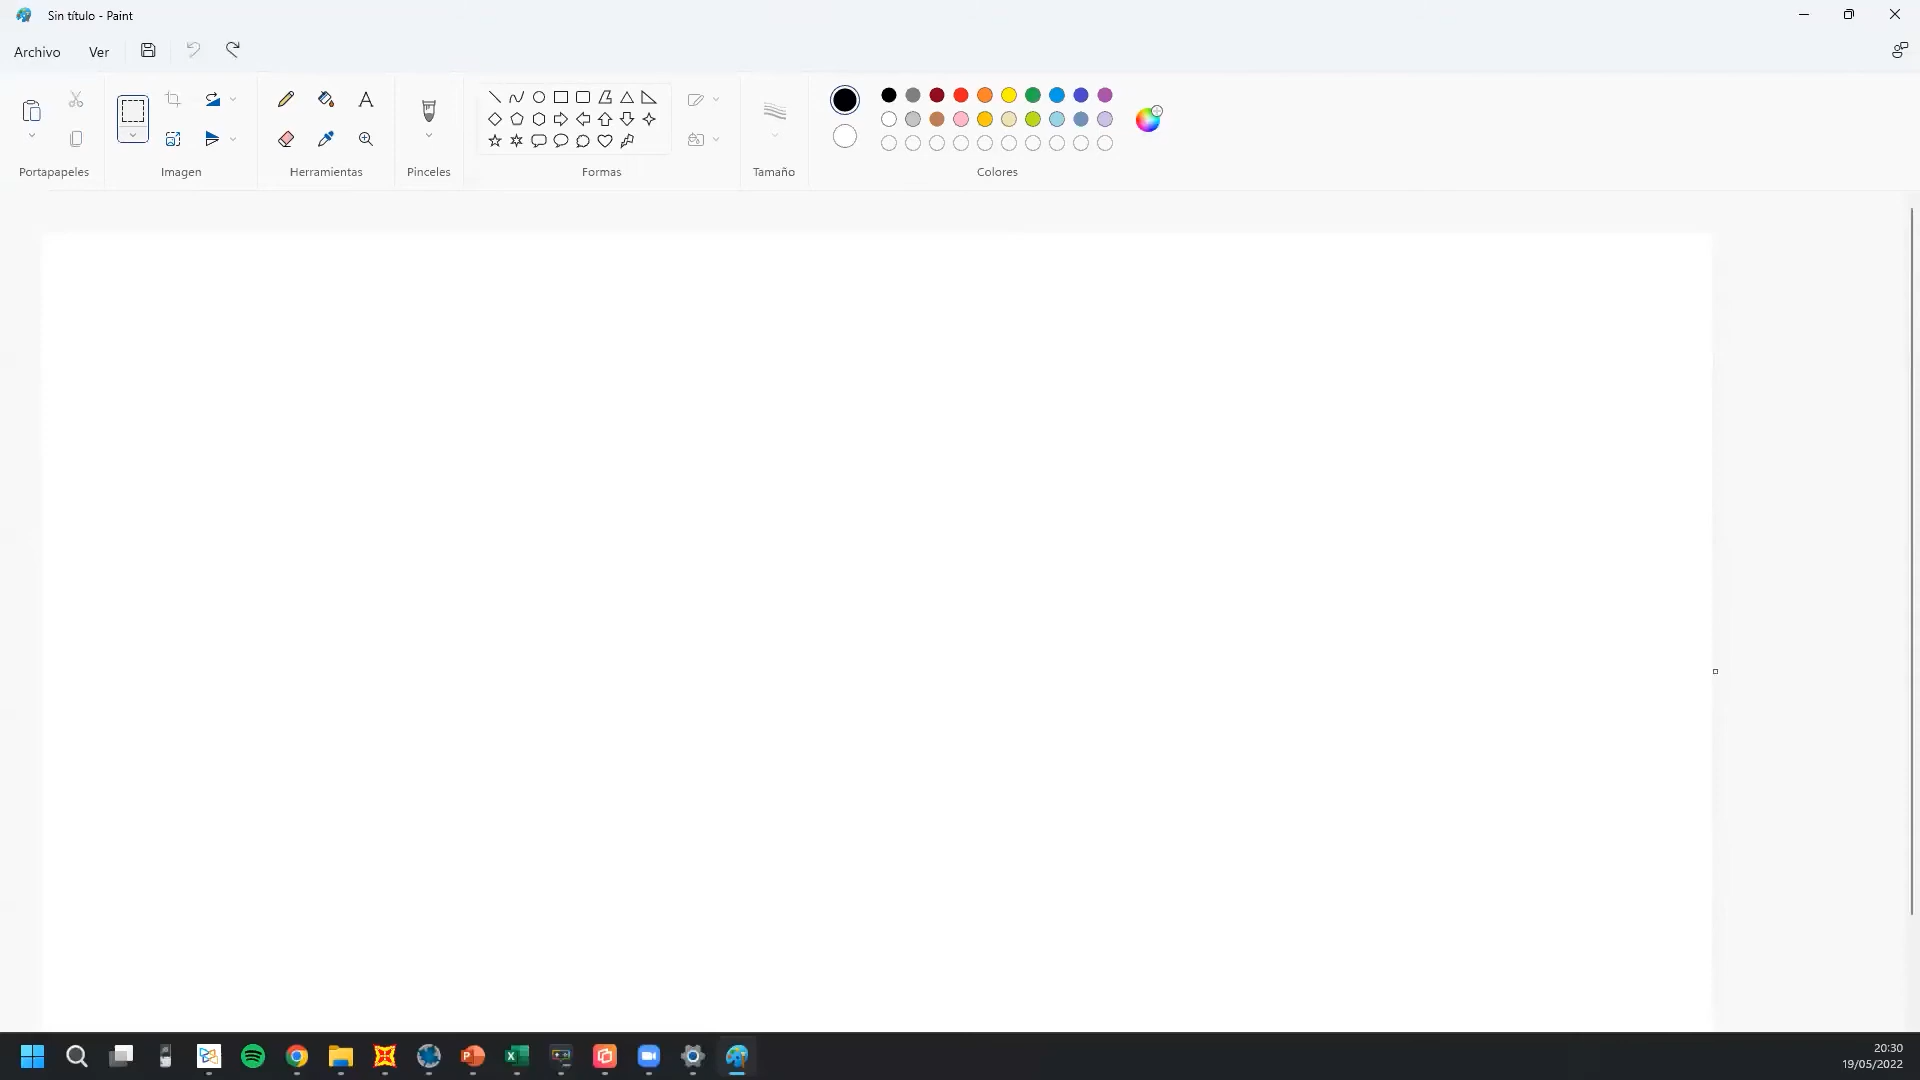 Sin título - Paint
Archivo Ver
Portapapeles Imagen Herramientas Pinceles Formas Tamaño Colores
20:30
19/05/2022